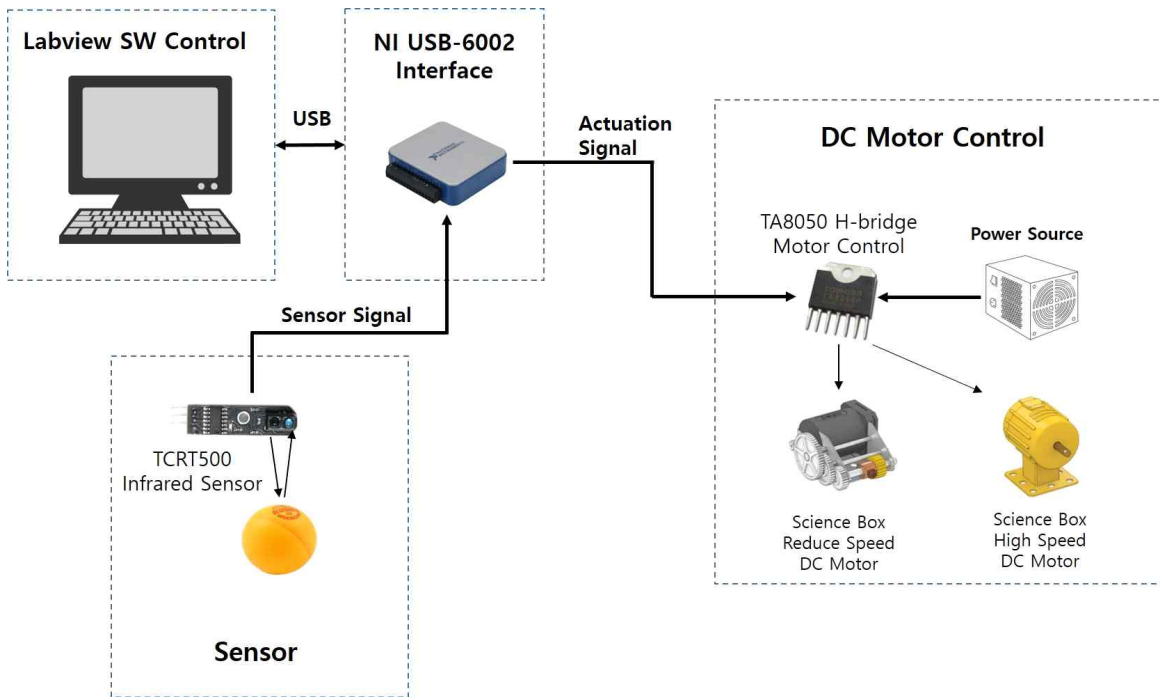 Labview SW Control
NI USB-6002
Interface
USB
Actuation
Signal
DC Motor Control
TA8050 H-bridge
Motor Control
Power Source
Sensor Signal
TCRT500
Infrared Sensor
Science Box
Reduce Speed
DC Motor
Science Box
High Speed
DC Motor
Sensor